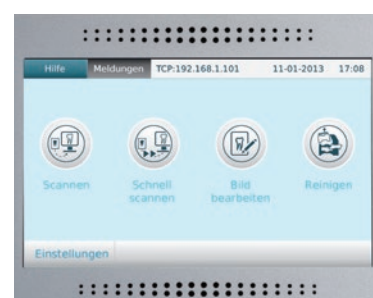 Hilfe Meldungen TCP:192.168.1.101 11-01-2013 17:08
Scannen Schnell scannen Bild bearbeiten Reinigen
Einstellungen